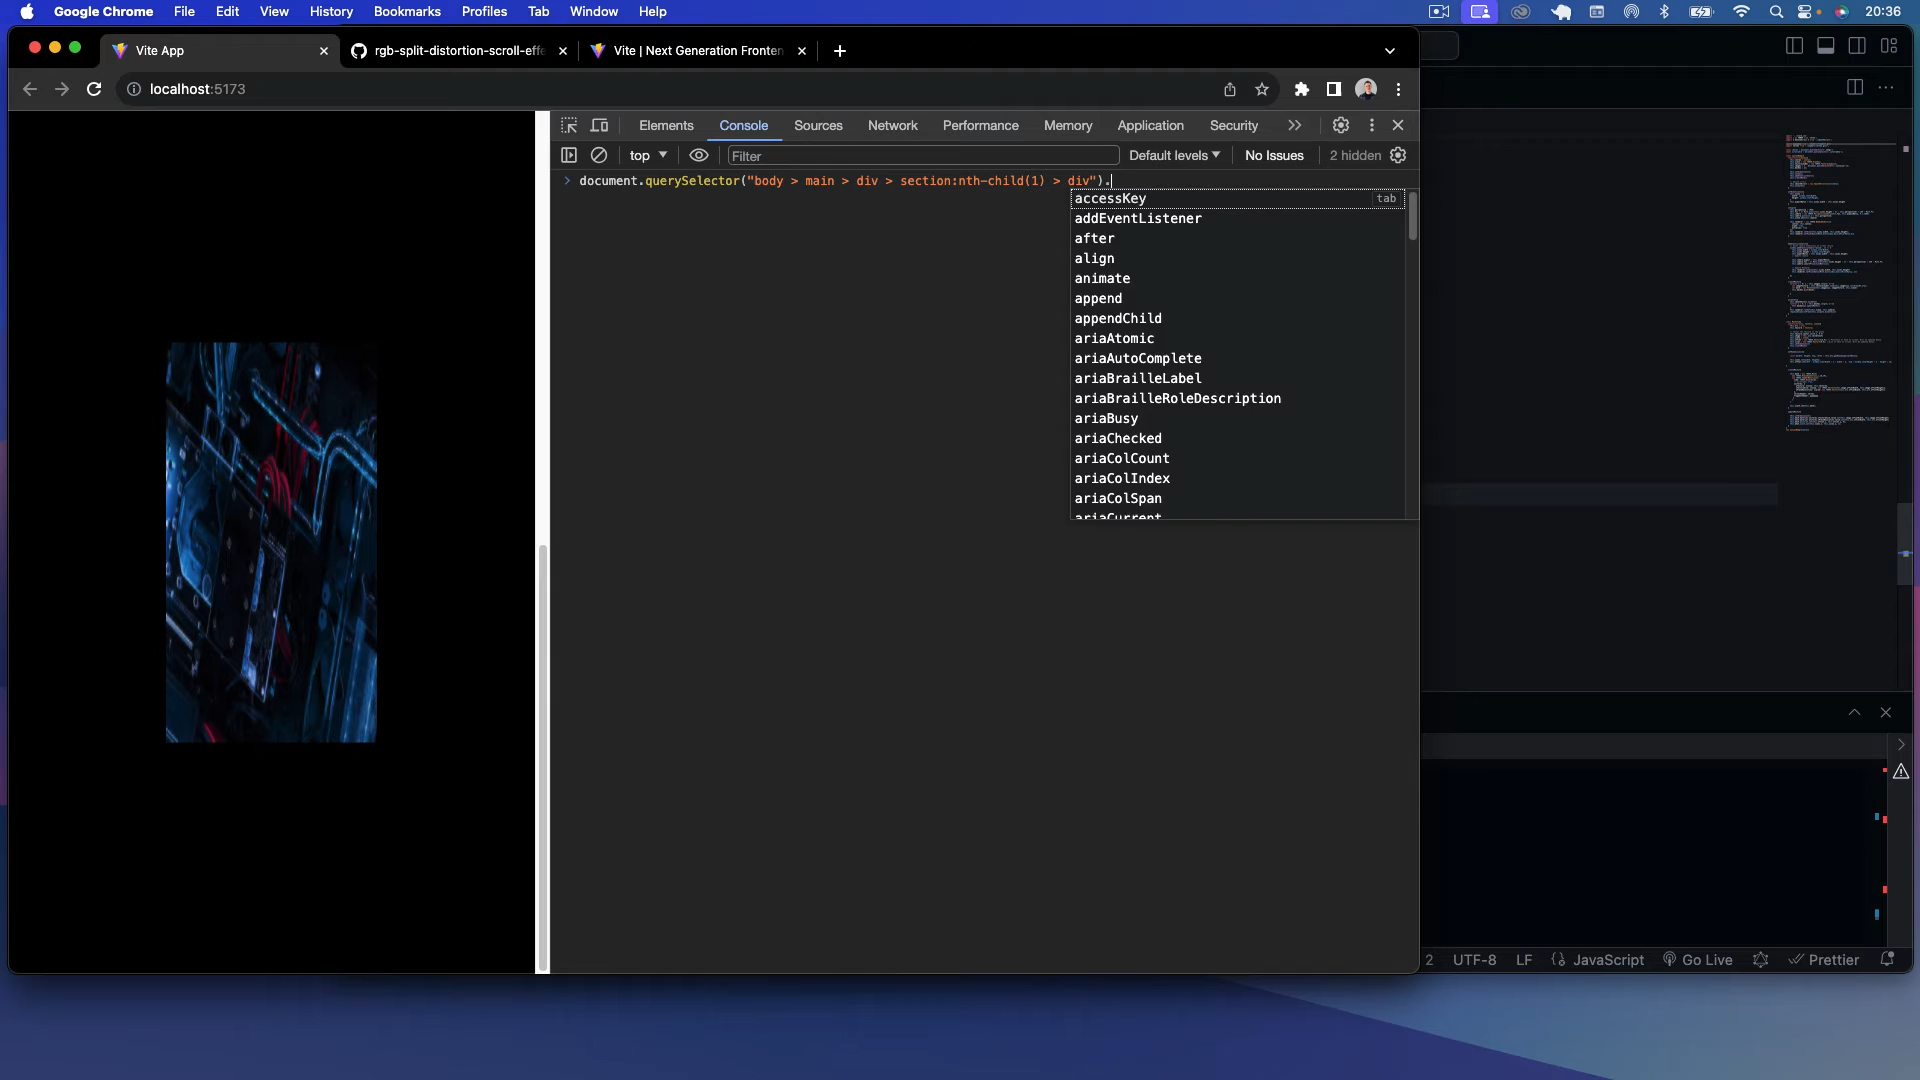 Google Chrome File Edit View History Bookmarks Profiles Tab Window Help 20:36
Vite App rgb-split-distortion-scroll-effe Vite | Next Generation Fronten
localhost:5173
Elements Console Sources Network Performance Memory Application Security
top Filter Default levels No Issues 2 hidden
document.querySelector("body > main > div > section:nth-child(1) > div").
accessKey tab
addEventListener
after
align
animate
append
appendChild
ariaAtomic
ariaAutoComplete
ariaBrailleLabel
ariaBrailleRoleDescription
ariaBusy
ariaChecked
ariaColCount
ariaColIndex
ariaColSpan
ariaCurrent
2 UTF-8 LF JavaScript Go Live Prettier